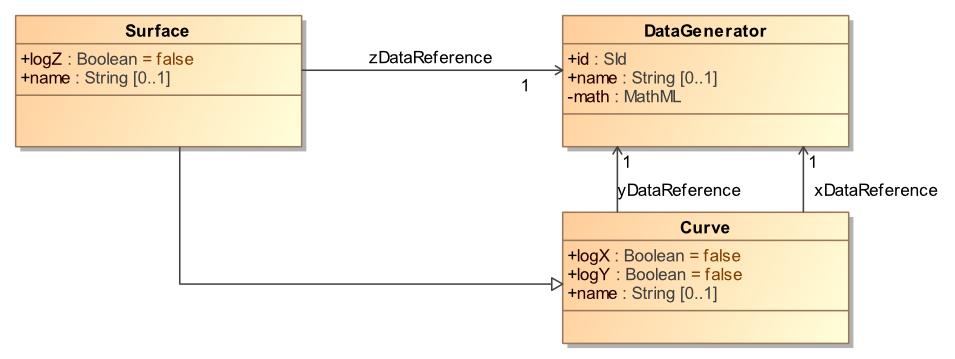 Surface
+logZ : Boolean = false
+name : String [0..1]
zDataReference
1
DataGenerator
+id : SId
+name : String [0..1]
-math : MathML
1
1
yDataReference
xDataReference
Curve
+logX : Boolean = false
+logY : Boolean = false
+name : String [0..1]